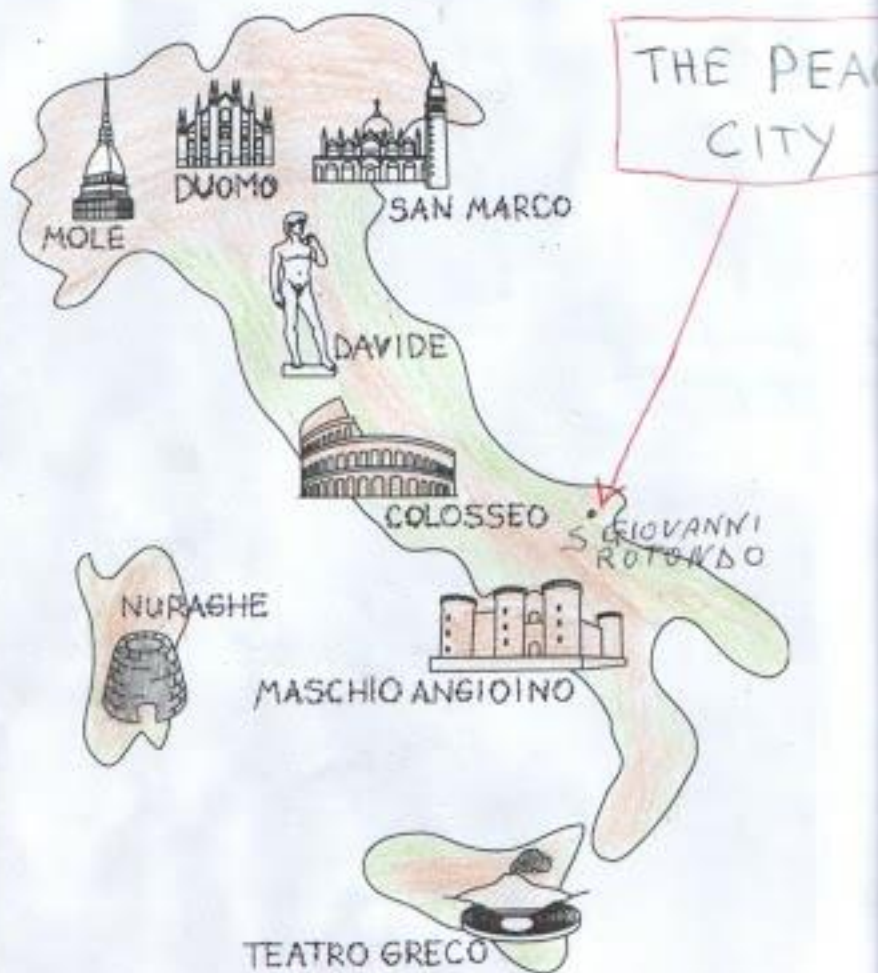 THE PEA
CITY
DUOMO
SAN MARCO
MOLE
DAVIDE
COLOSSEO
S. GIOVANNI
ROTONDO
NURAGHE
MASCHIO ANGIOINO
TEATRO GRECO